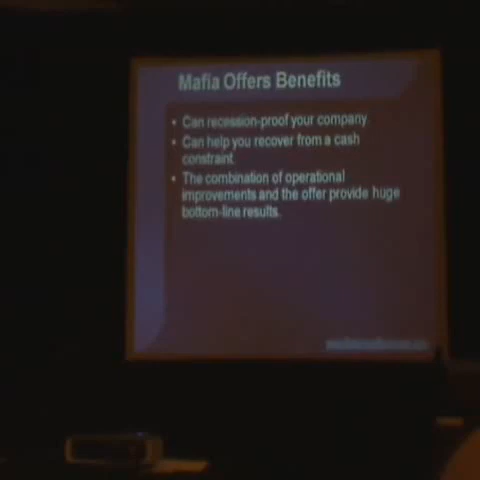 Mafia Offers Benefits
• Can recession-proof your company.
• Can help you recover from a cash
constraint.
• The combination of operational
improvements and the offer provide huge
bottom-line results.